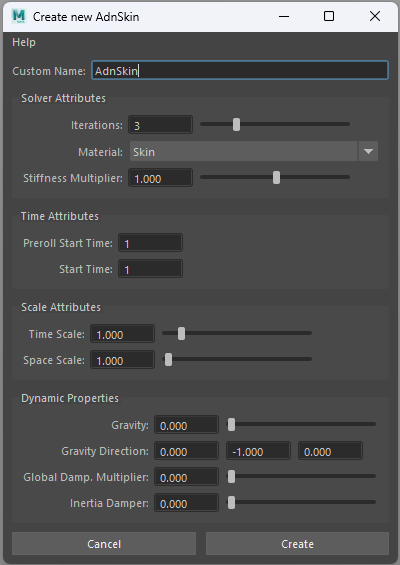 M Create new AdnSkin
Help
Custom Name: AdnSkin
Solver Attributes
Iterations: 3
Material: Skin
Stiffness Multiplier: 1.000
Time Attributes
Preroll Start Time: 1
Start Time: 1
Scale Attributes
Time Scale: 1.000
Space Scale: 1.000
Dynamic Properties
Gravity: 0.000
Gravity Direction: 0.000 -1.000 0.000
Global Damp. Multiplier: 0.000
Inertia Damper: 0.000
Cancel Create